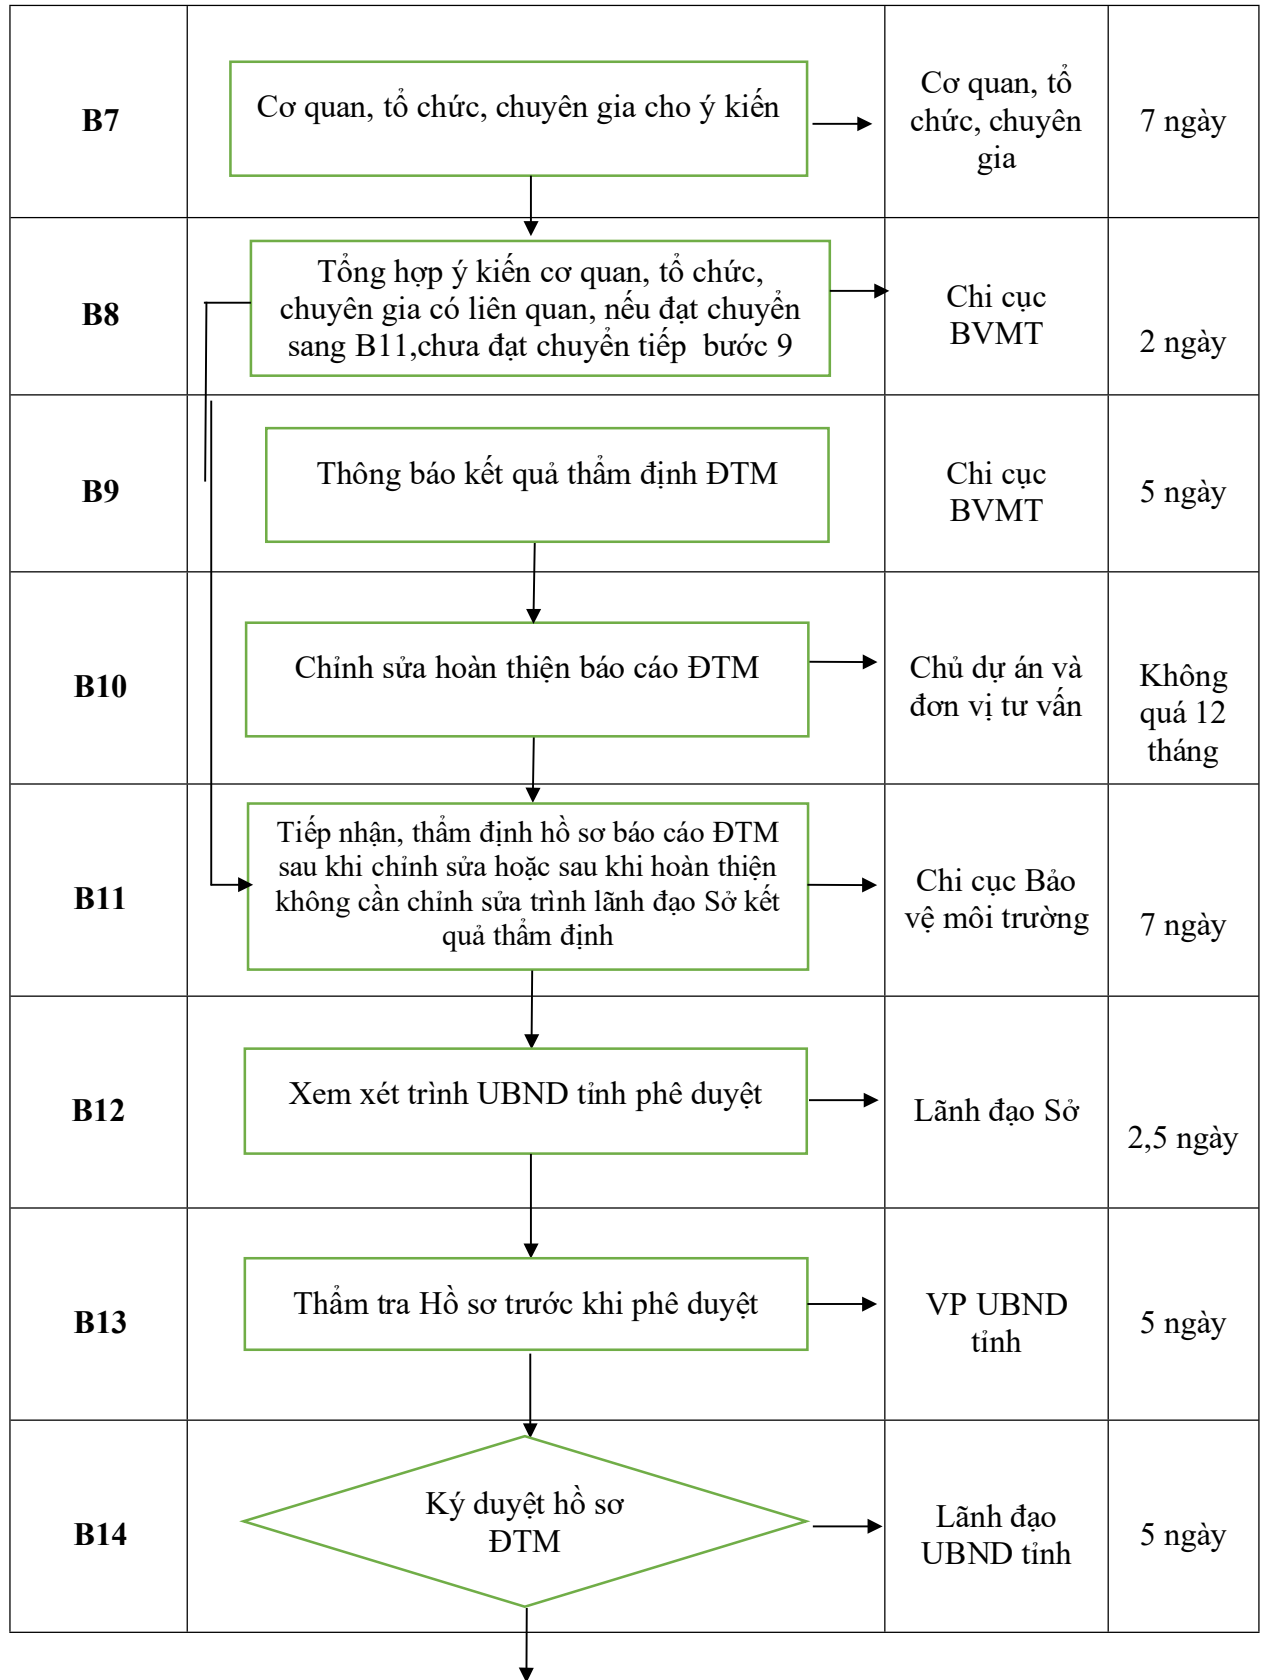 B7
Cơ quan, tổ chức, chuyên gia cho ý kiến
Cơ quan, tổ
chức, chuyên
gia
7 ngày
B8
Tổng hợp ý kiến cơ quan, tổ chức,
chuyên gia có liên quan, nếu đạt chuyển
sang B11,chưa đạt chuyển tiếp  bước 9
Chi cục
BVMT
2 ngày
B9
Thông báo kết quả thẩm định ĐTM
Chi cục
BVMT
5 ngày
B10
Chỉnh sửa hoàn thiện báo cáo ĐTM
Chủ dự án và
đơn vị tư vấn
Không
quá 12
tháng
B11
Tiếp nhận, thẩm định hồ sơ báo cáo ĐTM
sau khi chỉnh sửa hoặc sau khi hoàn thiện
không cần chỉnh sửa trình lãnh đạo Sở kết
quả thẩm định
Chi cục Bảo
vệ môi trường
7 ngày
B12
Xem xét trình UBND tỉnh phê duyệt
Lãnh đạo Sở
2,5 ngày
B13
Thẩm tra Hồ sơ trước khi phê duyệt
VP UBND
tỉnh
5 ngày
B14
Ký duyệt hồ sơ
ĐTM
Lãnh đạo
UBND tỉnh
5 ngày